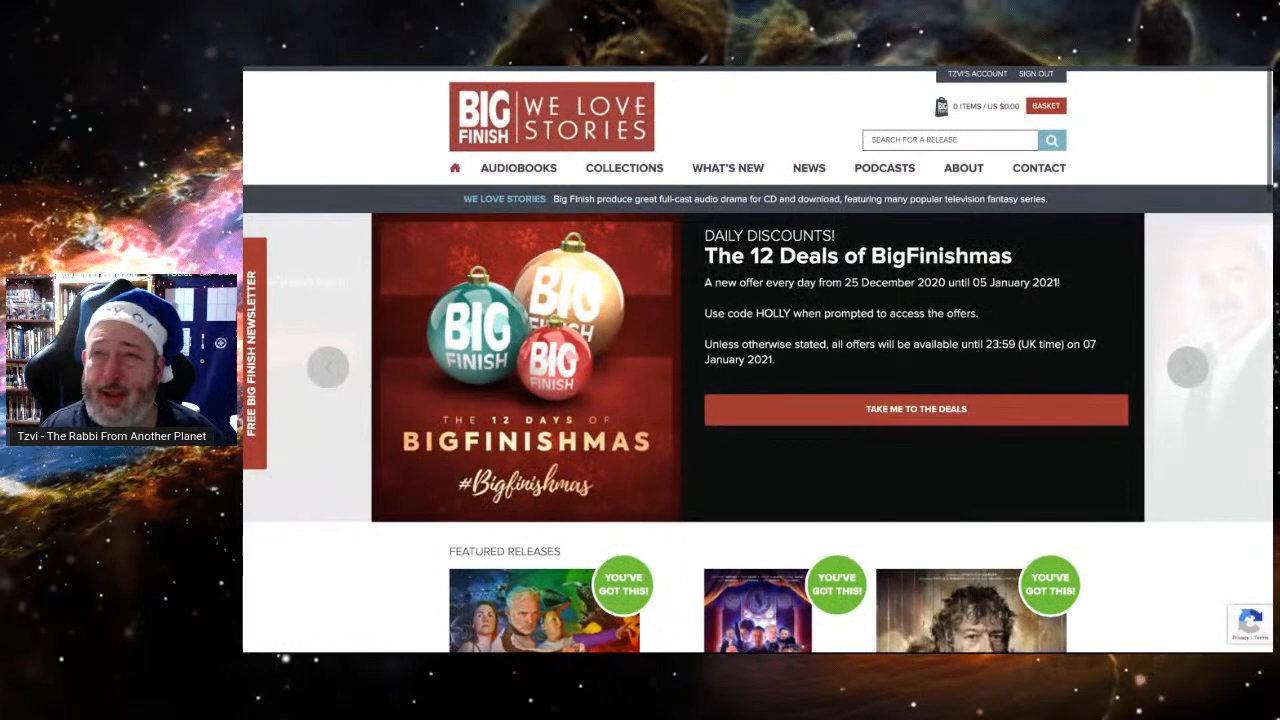 TZVI'S ACCOUNT SIGN OUT
BIG FINISH
WE LOVE STORIES
0 ITEMS / US $0.00 BASKET
SEARCH FOR A RELEASE
AUDIOBOOKS COLLECTIONS WHAT'S NEW NEWS PODCASTS ABOUT CONTACT
WE LOVE STORIES Big Finish produce great full-cast audio drama for CD and download, featuring many popular television fantasy series.
FREE BIG FINISH NEWSLETTER
BIG FINISH
BIG FINISH
BIG FINISH
THE 12 DAYS OF
BIGFINISHMAS
#Bigfinishmas
DAILY DISCOUNTS!
The 12 Deals of BigFinishmas
A new offer every day from 25 December 2020 until 05 January 2021!
Use code HOLLY when prompted to access the offers.
Unless otherwise stated, all offers will be available until 23:59 (UK time) on 07
January 2021.
TAKE ME TO THE DEALS
Tzvi - The Rabbi From Another Planet
FEATURED RELEASES
YOU'VE
GOT THIS!
YOU'VE
GOT THIS!
YOU'VE
GOT THIS!
Privacy - Terms